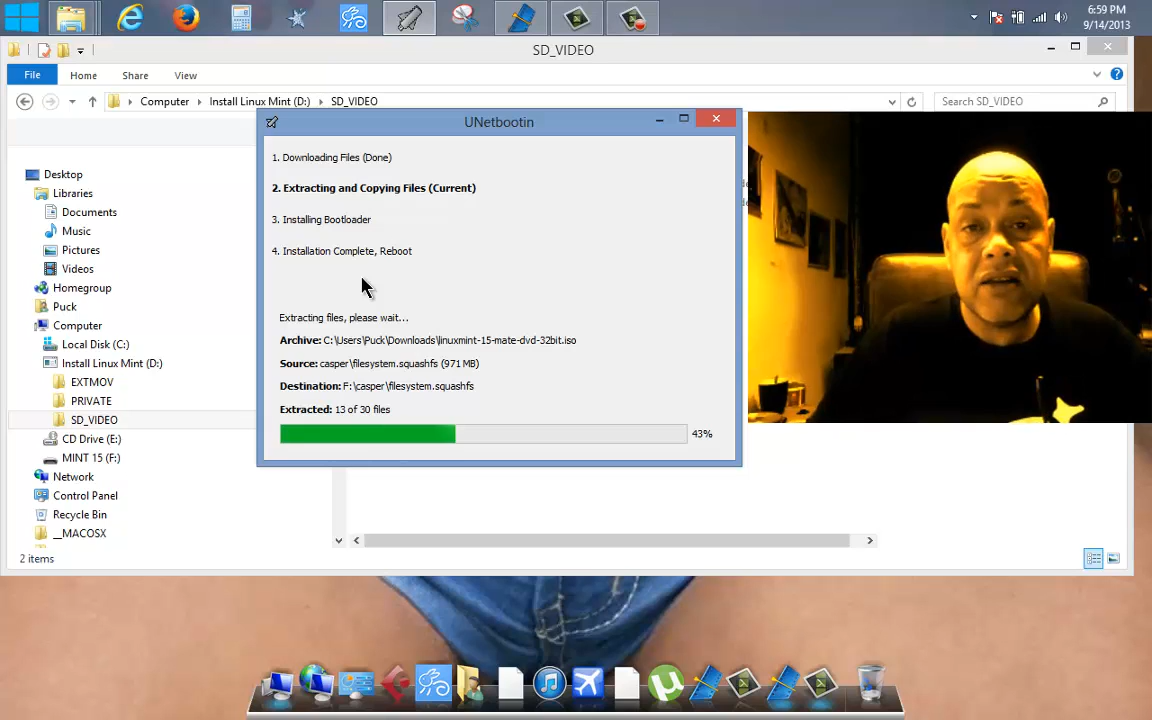 6:59 PM
9/14/2013
SD_VIDEO
File Home Share View
Computer Install Linux Mint (D:) SD_VIDEO
Search SD_VIDEO
UNetbootin
1. Downloading Files (Done)
2. Extracting and Copying Files (Current)
3. Installing Bootloader
4. Installation Complete, Reboot
Extracting files, please wait...
Archive: C:\Users\Puck\Downloads\linuxmint-15-mate-dvd-32bit.iso
Source: casper\filesystem.squashfs (971 MB)
Destination: F:\casper\filesystem.squashfs
Extracted: 13 of 30 files
43%
Desktop
Libraries
Documents
Music
Pictures
Videos
Homegroup
Puck
Computer
Local Disk (C:)
Install Linux Mint (D:)
EXTMOV
PRIVATE
SD_VIDEO
CD Drive (E:)
MINT 15 (F:)
Network
Control Panel
Recycle Bin
__MACOSX
2 items